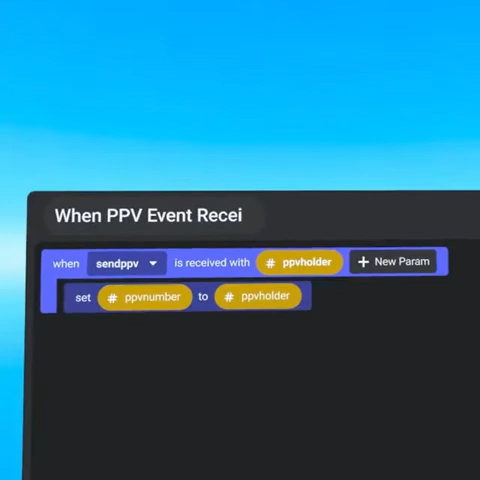 When PPV Event Recei
when sendppv is received with # ppvholder + New Param
set # ppvnumber to # ppvholder